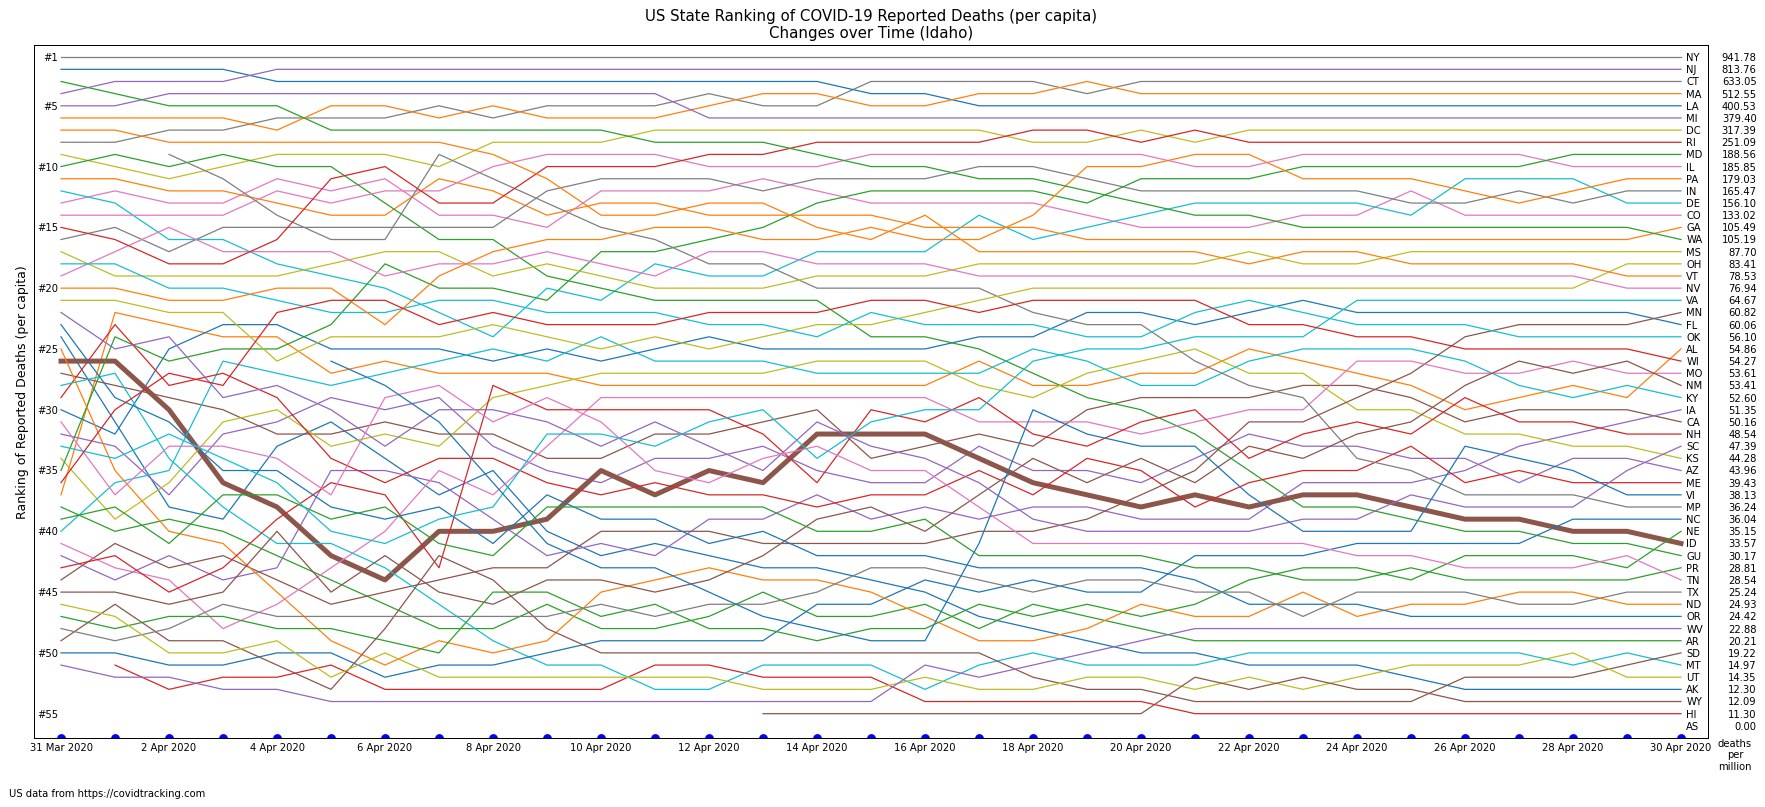 US State Ranking of COVID-19 Reported Deaths (per capita)
Changes over Time (Idaho)
Ranking of Reported Deaths (per capita)
#1
#5
#10
#15
#20
#25
#30
#35
#40
#45
#50
#55
NY 941.78
NJ 813.76
CT 633.05
MA 512.55
LA 400.53
MI 379.40
DC 317.39
RI 251.09
MD 188.56
IL 185.85
PA 179.03
IN 165.47
DE 156.10
CO 133.02
GA 105.49
WA 105.19
MS 87.70
OH 83.41
VT 78.53
NV 76.94
VA 64.67
MN 60.82
FL 60.06
OK 56.10
AL 54.86
WI 54.27
MO 53.61
NM 53.41
KY 52.60
IA 51.35
CA 50.16
NH 48.54
SC 47.39
KS 44.28
AZ 43.96
ME 39.43
VI 38.13
MP 36.24
NC 36.04
NE 35.15
ID 33.57
GU 30.17
PR 28.81
TN 28.54
TX 25.24
ND 24.93
OR 24.42
WV 22.88
AR 20.21
SD 19.22
MT 14.97
UT 14.35
AK 12.30
WY 12.09
HI 11.30
AS 0.00
31 Mar 2020 2 Apr 2020 4 Apr 2020 6 Apr 2020 8 Apr 2020 10 Apr 2020 12 Apr 2020 14 Apr 2020 16 Apr 2020 18 Apr 2020 20 Apr 2020 22 Apr 2020 24 Apr 2020 26 Apr 2020 28 Apr 2020 30 Apr 2020
deaths
per
million
US data from https://covidtracking.com